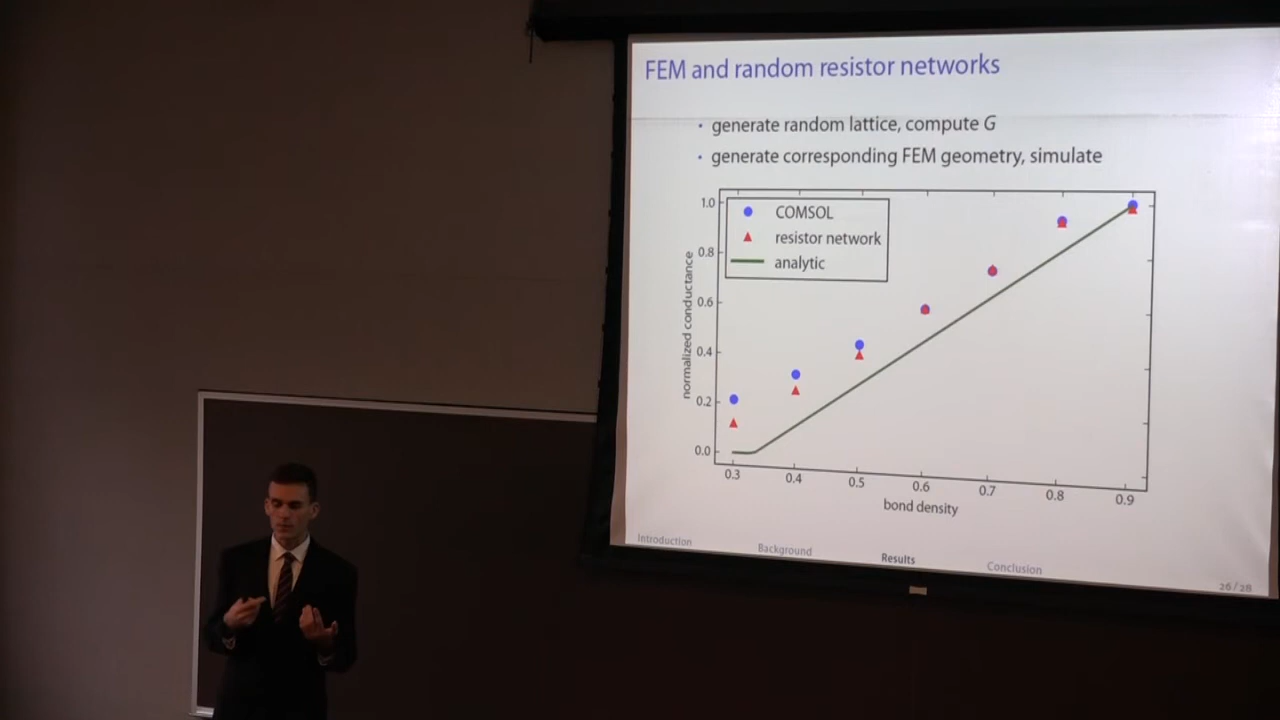 FEM and random resistor networks
• generate random lattice, compute G
• generate corresponding FEM geometry, simulate
COMSOL
resistor network
analytic
normalized conductance
1.0
0.8
0.6
0.4
0.2
0.0
0.3 0.4 0.5 0.6 0.7 0.8 0.9
bond density
Introduction Background Results Conclusion
26/28